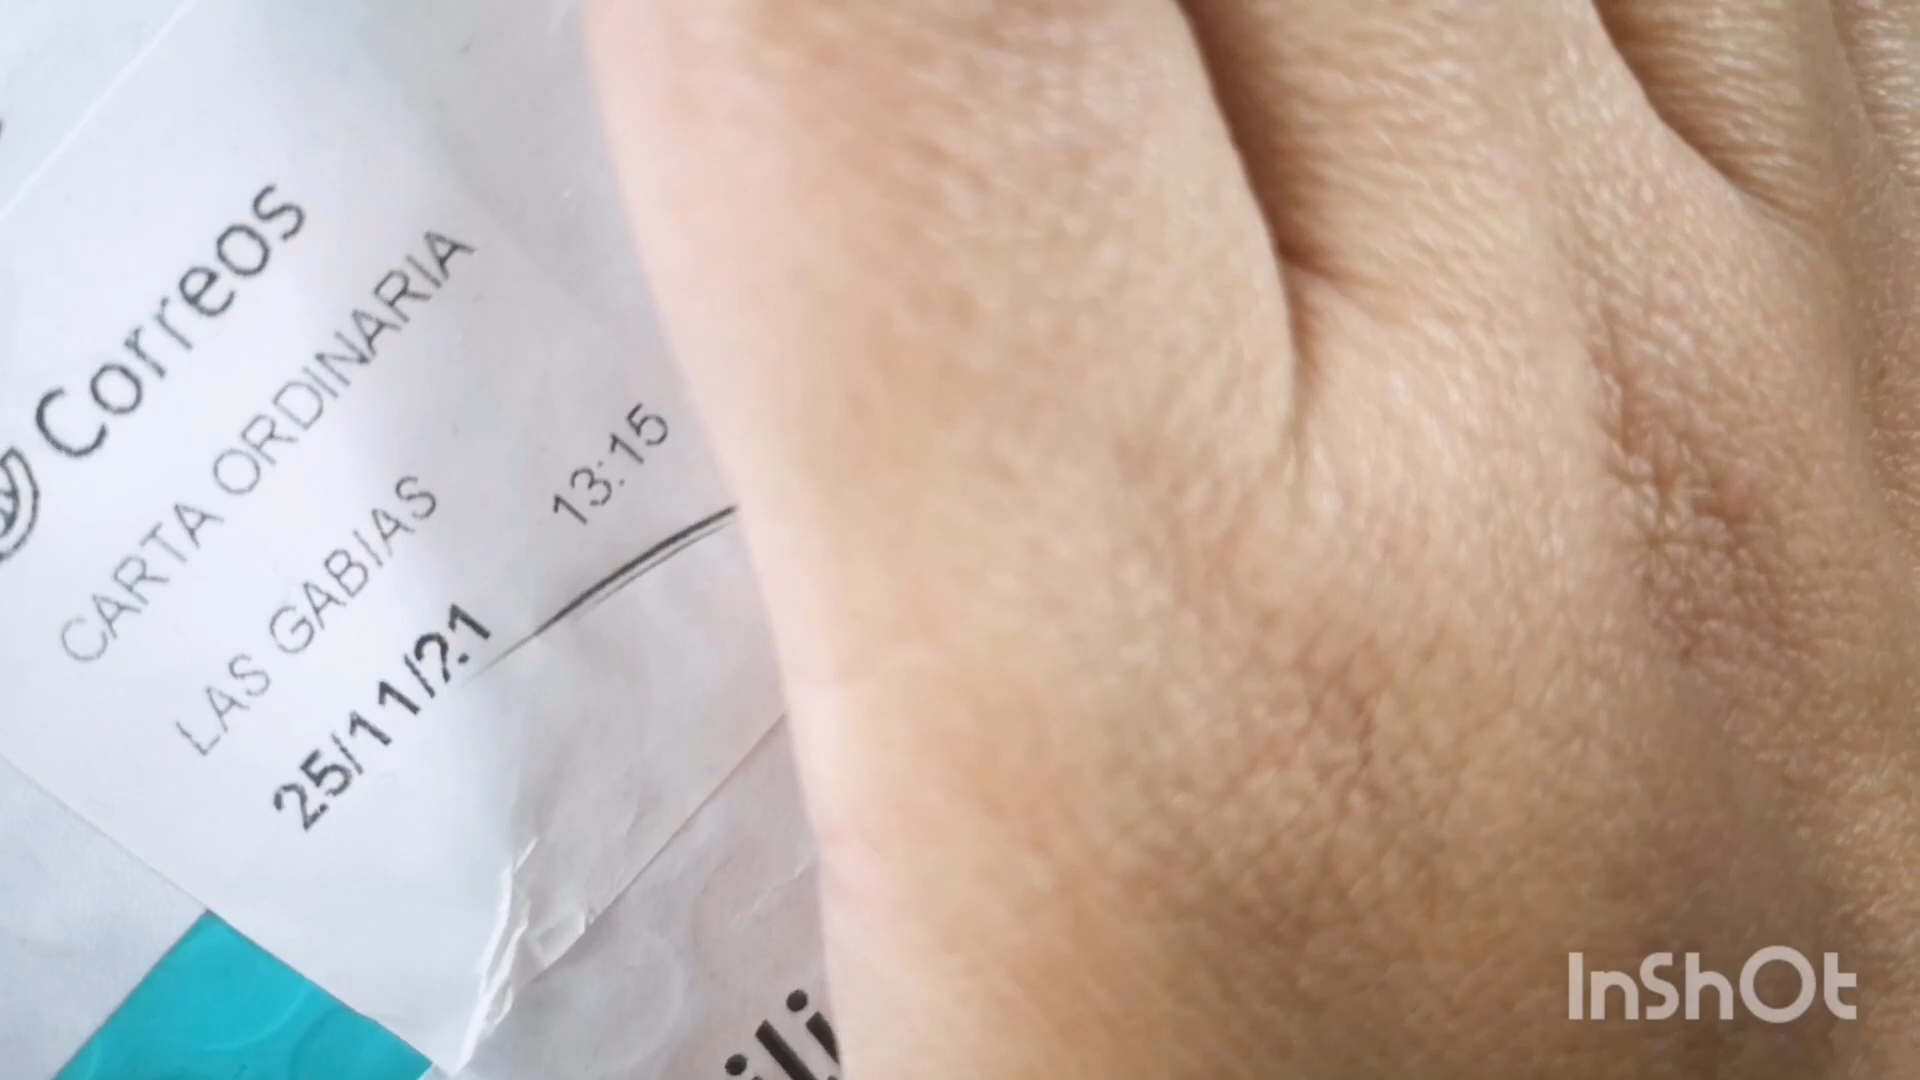 Correos
CARTA ORDINARIA
LAS GABIAS
13:15
25/11/21
InShOt